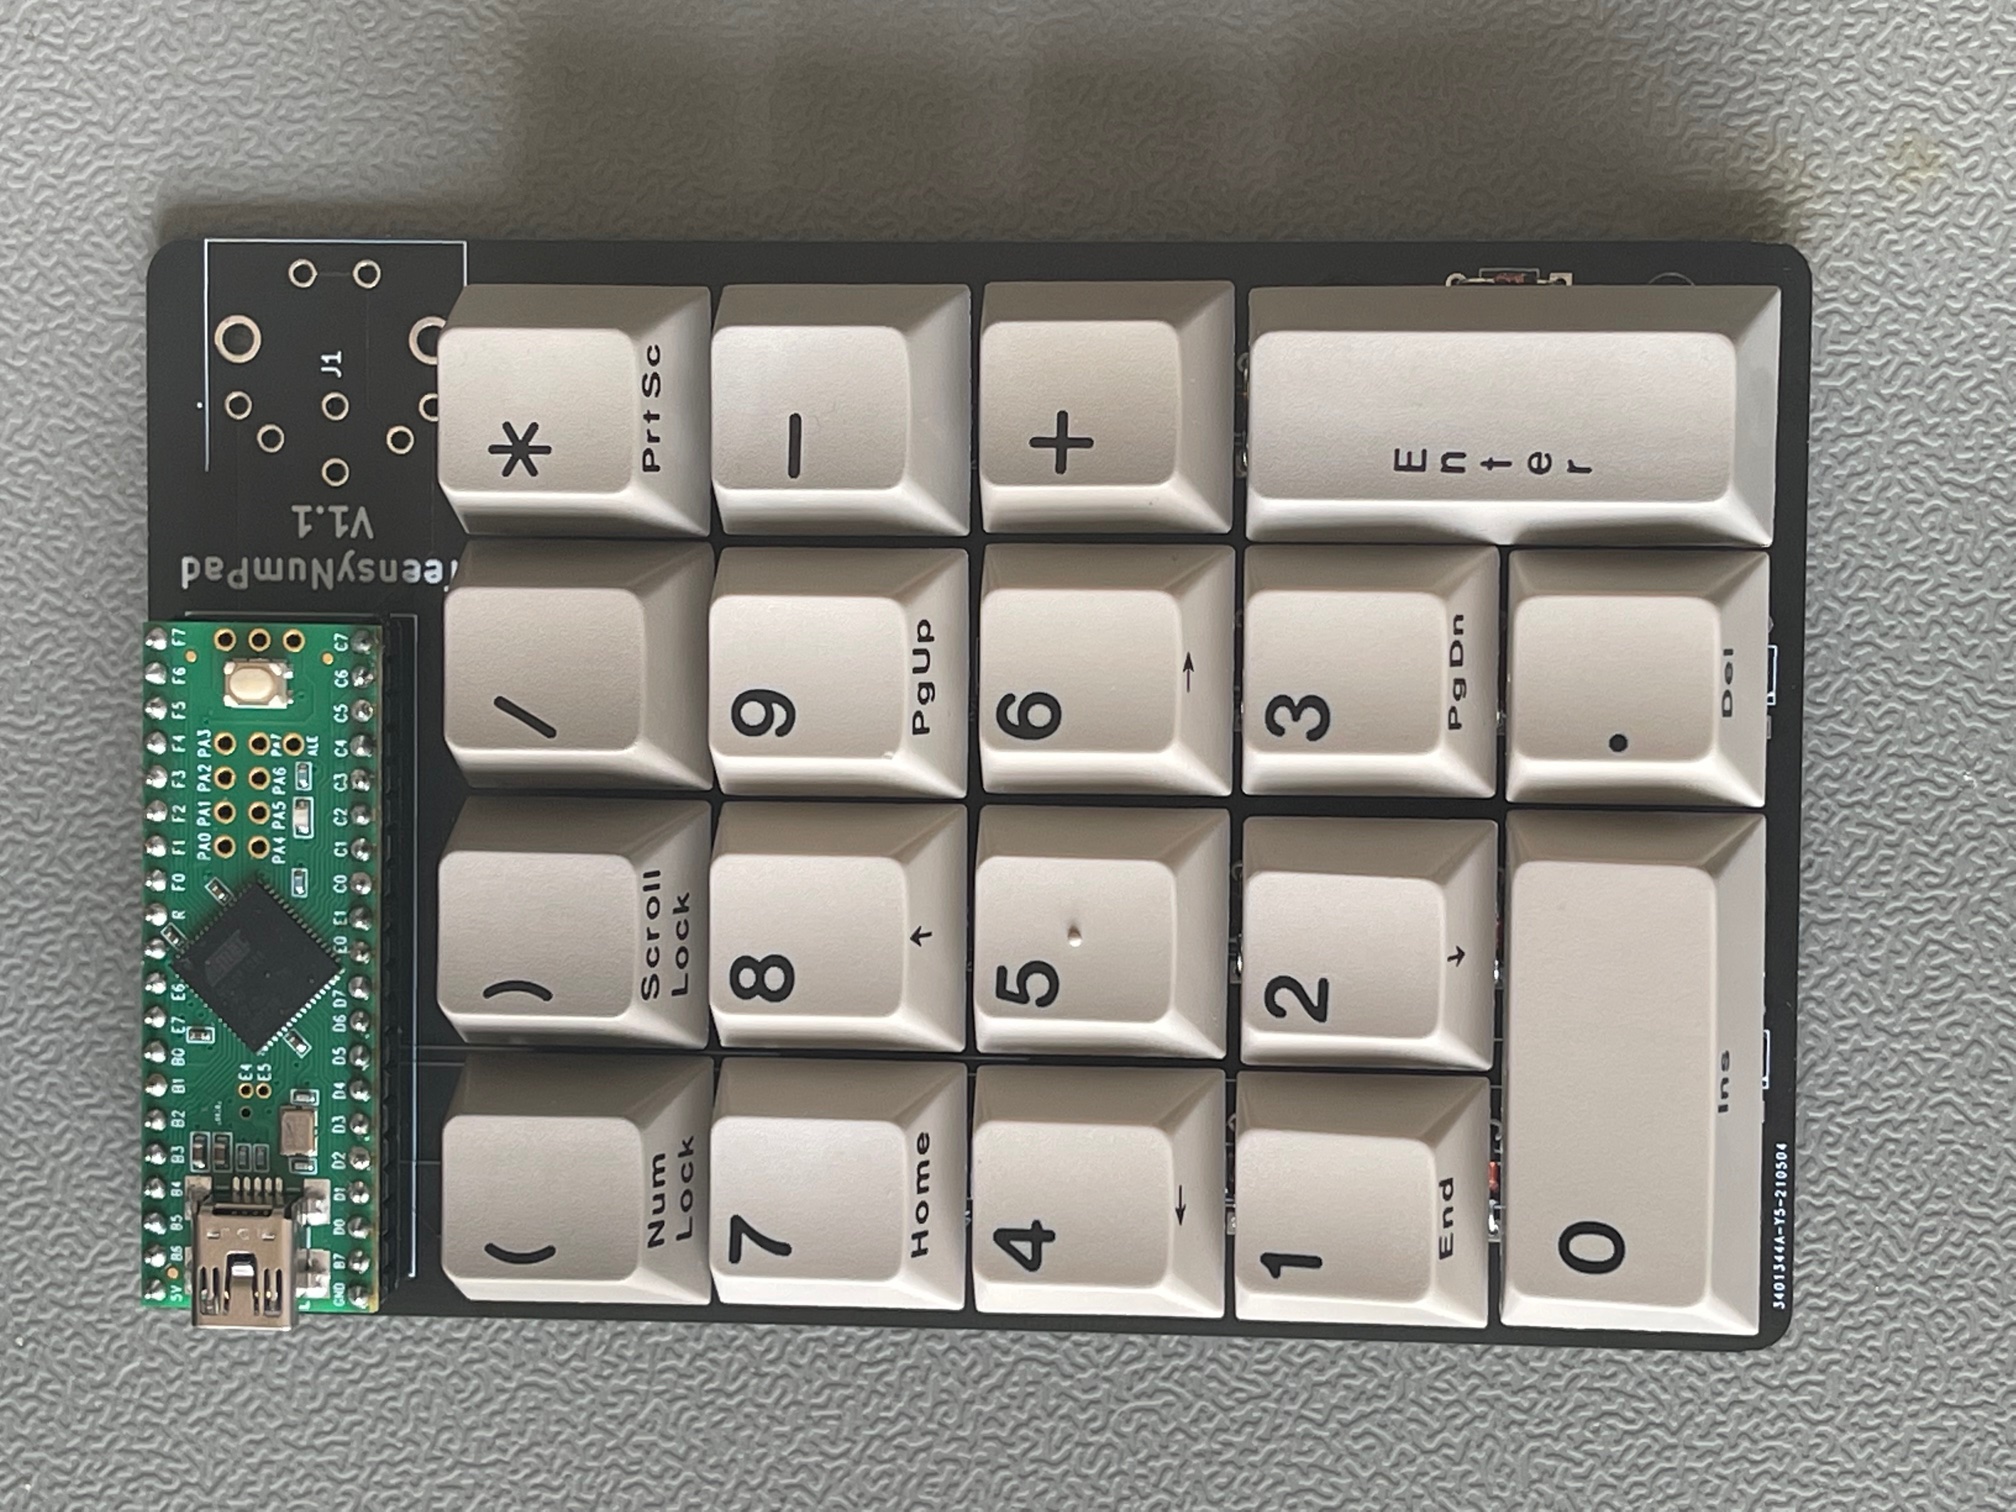 5V B6 B5 B4 B3 B2 B1 B0 E7 E6 R F0 F1 F2 F3 F4 F5 F6 F7
PA0 PA1 PA2 PA3
E4
E5
PA4 PA5 PA6 PA7
ALE
GND B7 D0 D1 D2 D3 D4 D5 D6 D7 E0 E1 C0 C1 C2 C3 C4 C5 C6 C7
TeensyNumPad
V1.1
J1
( ) / *
Num Lock
Scroll Lock
Prt Sc
7 8 9 −
Home ↑ PgUp
4 5 6 +
← →
1 2 3
End ↓ PgDn
Enter
0 .
Ins Del
3401344A-Y5-210504